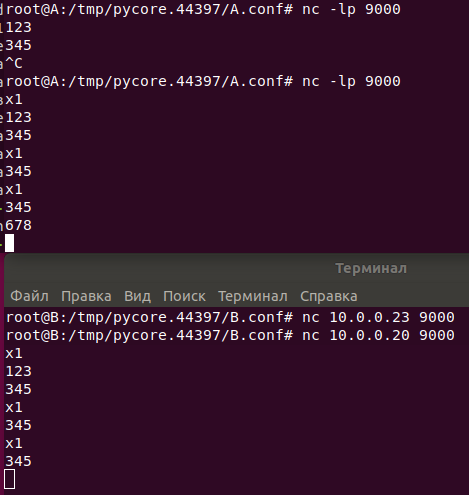 root@A:/tmp/pycore.44397/A.conf# nc -lp 9000
123
345
^C
root@A:/tmp/pycore.44397/A.conf# nc -lp 9000
x1
123
345
x1
345
x1
345
678
Терминал
Файл Правка Вид Поиск Терминал Справка
root@B:/tmp/pycore.44397/B.conf# nc 10.0.0.23 9000
root@B:/tmp/pycore.44397/B.conf# nc 10.0.0.20 9000
x1
123
345
x1
345
x1
345